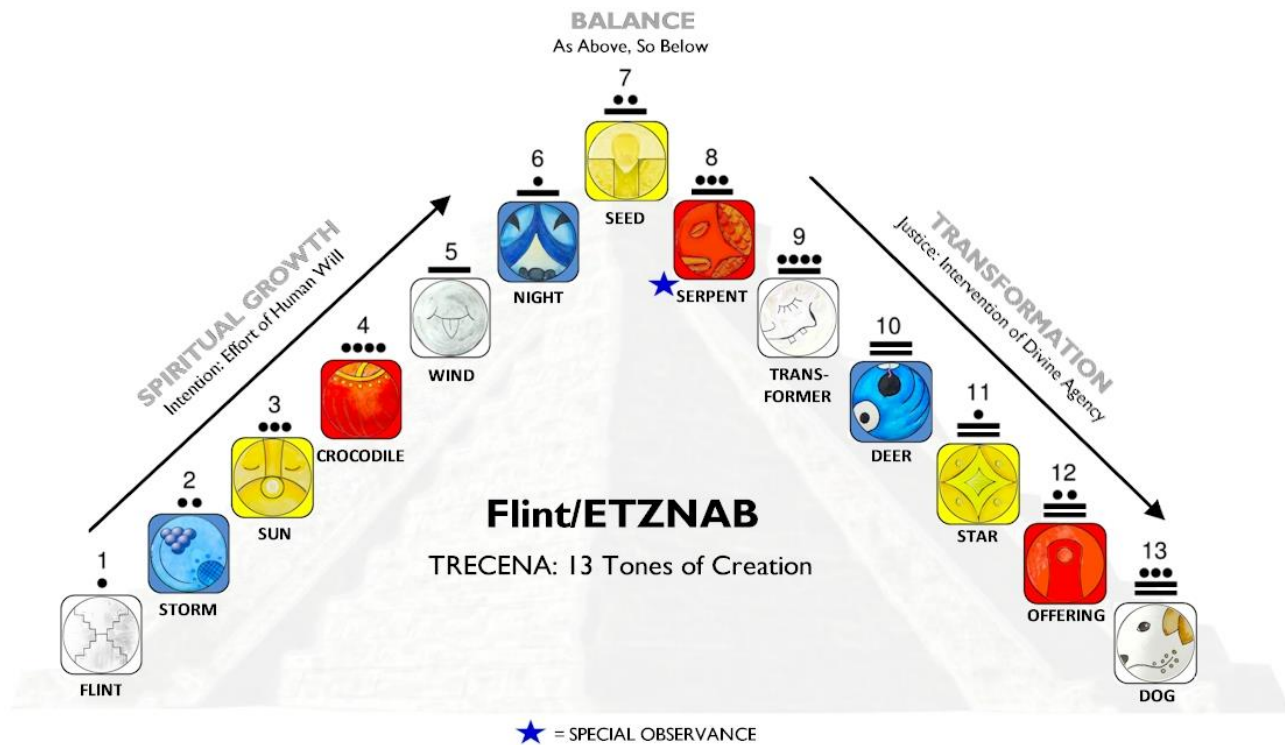 BALANCE
As Above, So Below
7
SEED
6
NIGHT
8
SERPENT
5
WIND
9
TRANS-
FORMER
4
CROCODILE
10
DEER
3
SUN
11
STAR
2
STORM
12
OFFERING
1
FLINT
13
DOG
SPIRITUAL GROWTH
Intention: Effort of Human Will
TRANSFORMATION
Justice: Intervention of Divine Agency
Flint/ETZNAB
TRECENA: 13 Tones of Creation
= SPECIAL OBSERVANCE